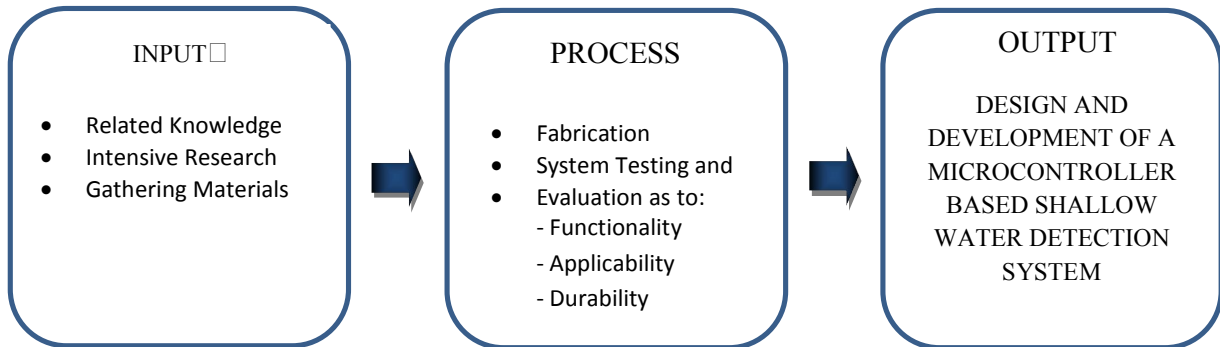 INPUT□
• Related Knowledge
• Intensive Research
• Gathering Materials
PROCESS
• Fabrication
• System Testing and
• Evaluation as to:
- Functionality
- Applicability
- Durability
OUTPUT
DESIGN AND
DEVELOPMENT OF A
MICROCONTROLLER
BASED SHALLOW
WATER DETECTION
SYSTEM